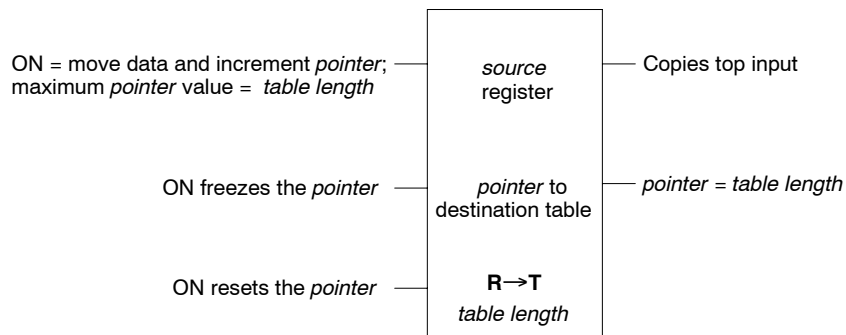 ON = move data and increment pointer;
maximum pointer value = table length
source
register
Copies top input
ON freezes the pointer
pointer to
destination table
pointer = table length
ON resets the pointer
R→T
table length